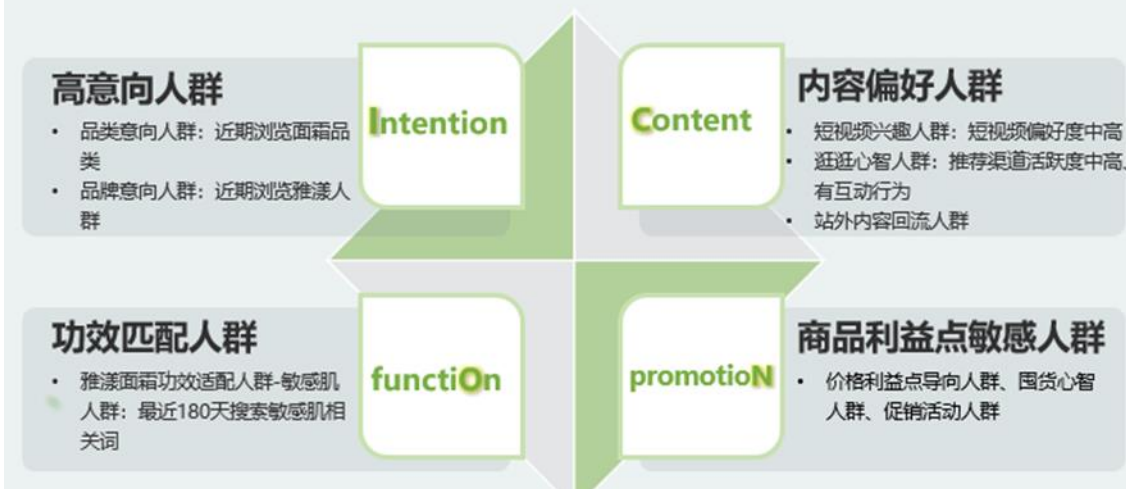 高意向人群
• 品类意向人群：近期浏览面霜品
类
• 品牌意向人群：近期浏览雅漾人
群
Intention
Content
内容偏好人群
• 短视频兴趣人群：短视频偏好度中高
• 逛逛心智人群：推荐渠道活跃度中高、
有互动行为
• 站外内容回流人群
功效匹配人群
• 雅漾面霜功效适配人群-敏感肌
人群：最近180天搜索敏感肌相
关词
functiOn
promotioN
商品利益点敏感人群
• 价格利益点导向人群、囤货心智
人群、促销活动人群